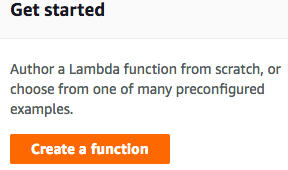 Get started
Author a Lambda function from scratch, or
choose from one of many preconfigured
examples.
Create a function